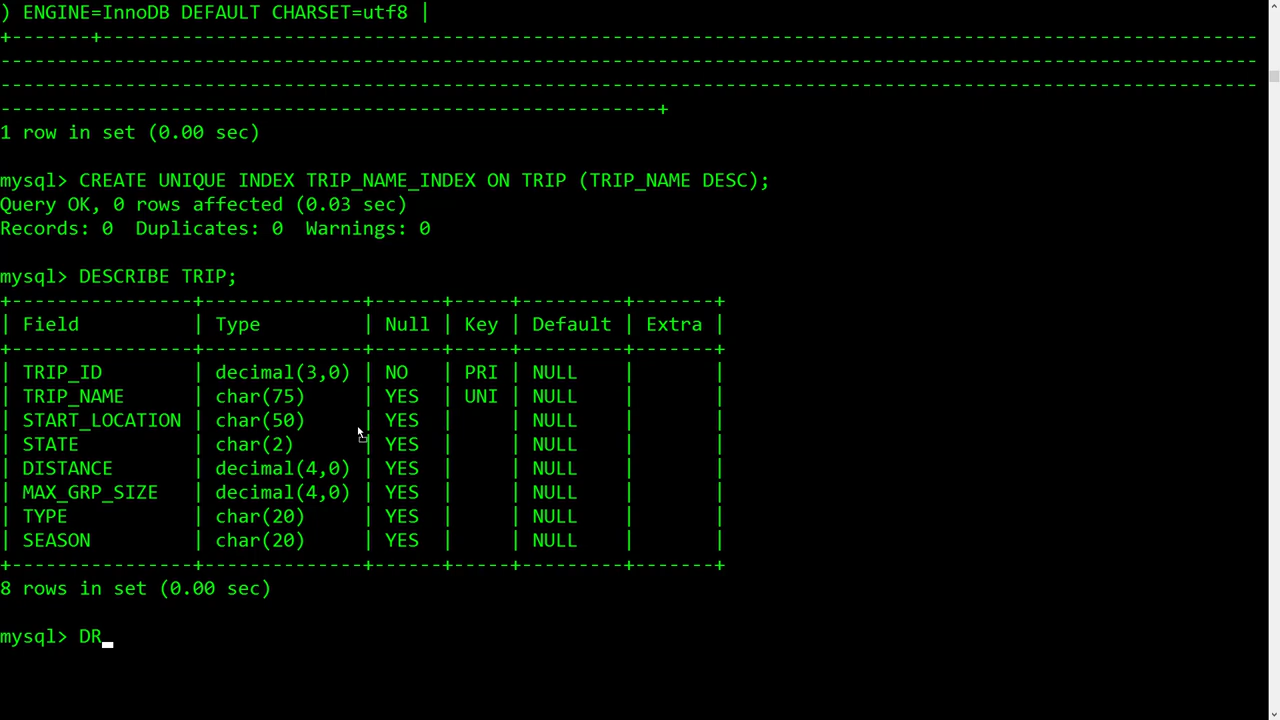 ) ENGINE=InnoDB DEFAULT CHARSET=utf8 |
+-------+------------------------------------------------------------------------------------------------------
---------------------------------------------------------------------------------------------------------------
---------------------------------------------------------------------------------------------------------------
----------------------------------------------------------+
1 row in set (0.00 sec)
mysql> CREATE UNIQUE INDEX TRIP_NAME_INDEX ON TRIP (TRIP_NAME DESC);
Query OK, 0 rows affected (0.03 sec)
Records: 0  Duplicates: 0  Warnings: 0
mysql> DESCRIBE TRIP;
+----------------+--------------+------+-----+---------+-------+
| Field          | Type         | Null | Key | Default | Extra |
+----------------+--------------+------+-----+---------+-------+
| TRIP_ID        | decimal(3,0) | NO   | PRI | NULL    |       |
| TRIP_NAME      | char(75)     | YES  | UNI | NULL    |       |
| START_LOCATION | char(50)     | YES  |     | NULL    |       |
| STATE          | char(2)      | YES  |     | NULL    |       |
| DISTANCE       | decimal(4,0) | YES  |     | NULL    |       |
| MAX_GRP_SIZE   | decimal(4,0) | YES  |     | NULL    |       |
| TYPE           | char(20)     | YES  |     | NULL    |       |
| SEASON         | char(20)     | YES  |     | NULL    |       |
+----------------+--------------+------+-----+---------+-------+
8 rows in set (0.00 sec)
mysql> DR_